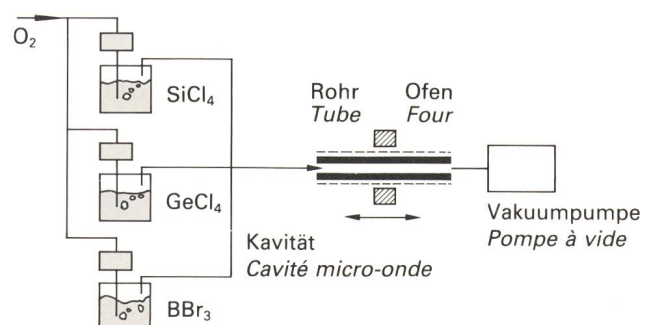 O₂
SiCl₄
Rohr
Tube
Ofen
Four
GeCl₄
Kavität
Cavité micro-onde
Vakuumpumpe
Pompe à vide
BBr₃